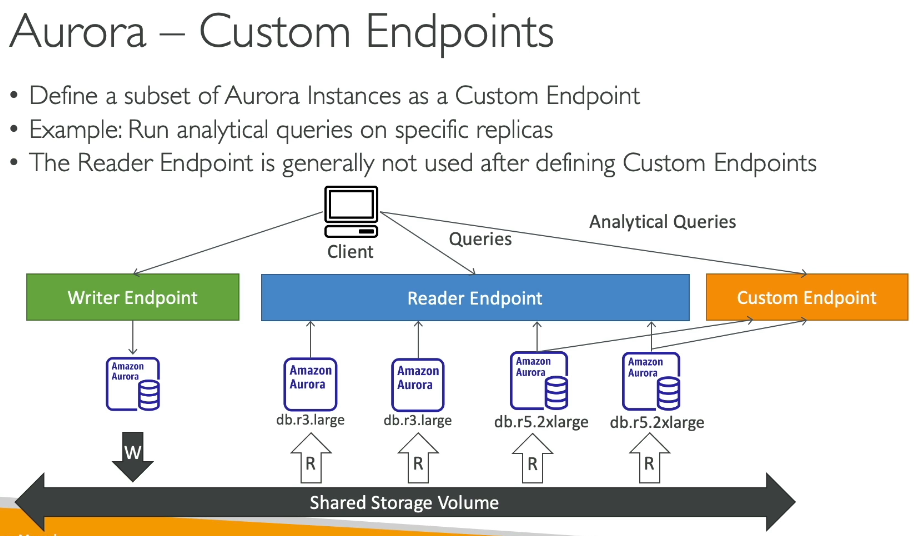 Aurora – Custom Endpoints
• Define a subset of Aurora Instances as a Custom Endpoint
• Example: Run analytical queries on specific replicas
• The Reader Endpoint is generally not used after defining Custom Endpoints
Client
Queries
Analytical Queries
Writer Endpoint
Reader Endpoint
Custom Endpoint
Amazon
Aurora
Amazon
Aurora
db.r3.large
Amazon
Aurora
db.r3.large
Amazon
Aurora
db.r5.2xlarge
Amazon
Aurora
db.r5.2xlarge
W
R
R
R
R
Shared Storage Volume